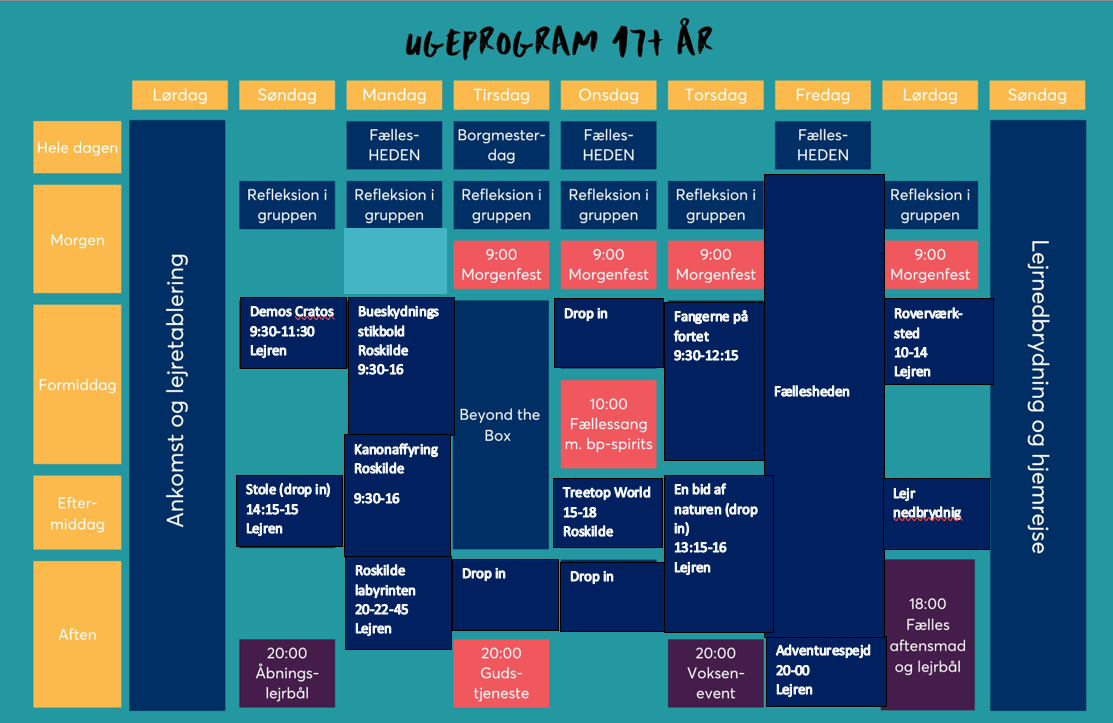 UGEPROGRAM 17+ ÅR
Lørdag
Søndag
Mandag
Tirsdag
Onsdag
Torsdag
Fredag
Lørdag
Søndag
Hele dagen
Fælles-
HEDEN
Borgmester-
dag
Fælles-
HEDEN
Fælles-
HEDEN
Morgen
Refleksion i
gruppen
Refleksion i
gruppen
Refleksion i
gruppen
Refleksion i
gruppen
Refleksion i
gruppen
Refleksion i
gruppen
9:00
Morgenfest
9:00
Morgenfest
9:00
Morgenfest
9:00
Morgenfest
Ankomst og lejretablering
Formiddag
Demos Cratos
9:30-11:30
Lejren
Bueskydnings
stikbold
Roskilde
9:30-16
Beyond the
Box
Drop in
10:00
Fællessang
m. bp-spirits
Fangerne på
fortet
9:30-12:15
Fællesheden
Roverværk-
sted
10-14
Lejren
Lejrnedbrydning og hjemrejse
Kanonaffyring
Roskilde
9:30-16
Efter-
middag
Stole (drop in)
14:15-15
Lejren
Treetop World
15-18
Roskilde
En bid af
naturen (drop
in)
13:15-16
Lejren
Lejr
nedbrydnig
Aften
Roskilde
labyrinten
20-22-45
Lejren
Drop in
Drop in
18:00
Fælles
aftensmad
og lejrbål
20:00
Åbnings-
lejrbål
20:00
Guds-
tjeneste
20:00
Voksen-
event
Adventurespejd
20-00
Lejren